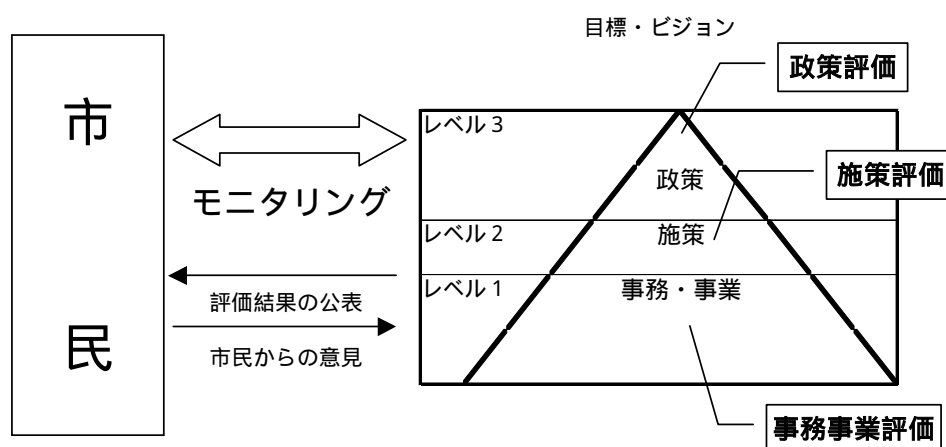 目標・ビジョン
政策評価
市民
レベル3
政策
施策評価
モニタリング
レベル2
施策
レベル1
事務・事業
評価結果の公表
市民からの意見
事務事業評価